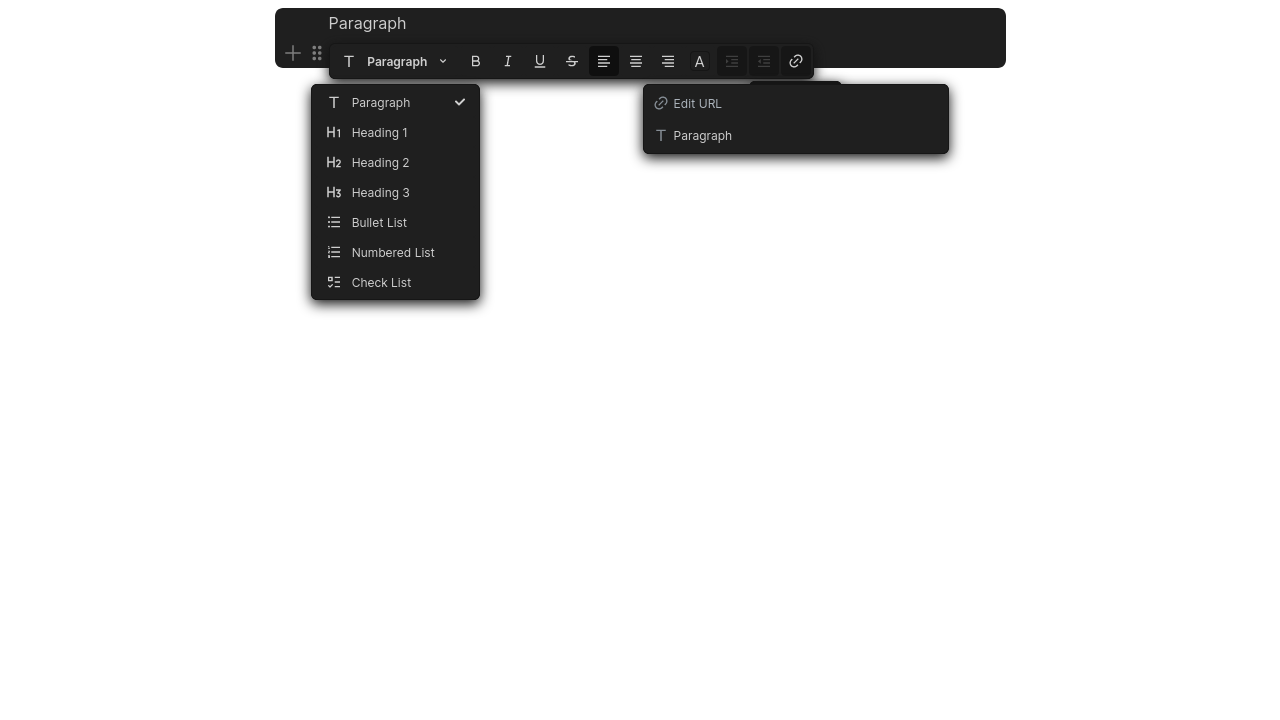 Paragraph
Paragraph
Paragraph
Heading 1
Heading 2
Heading 3
Bullet List
Numbered List
Check List
Edit URL
Paragraph